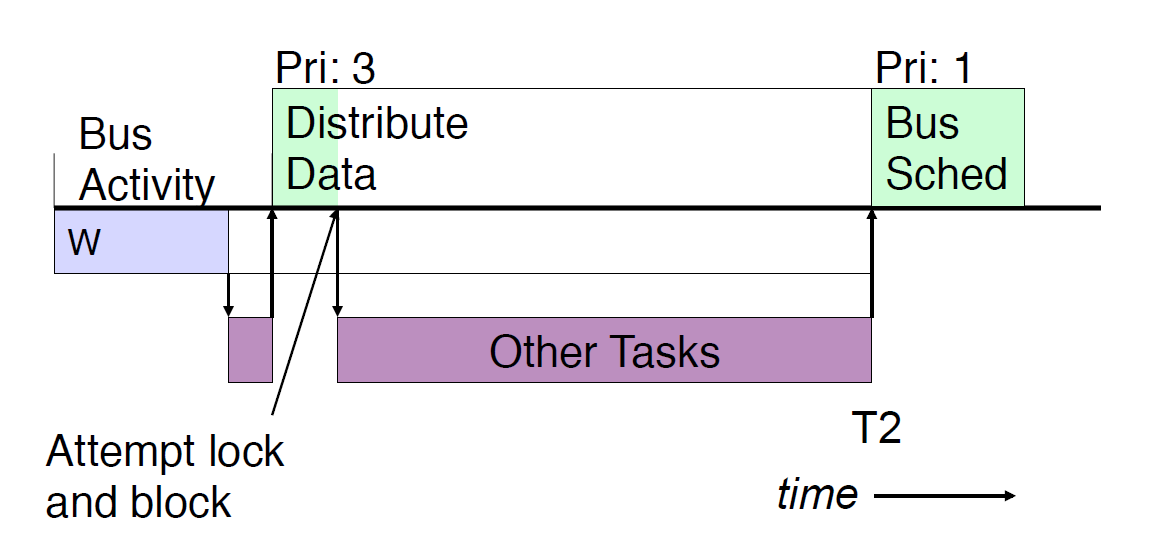 Pri: 3
Pri: 1
Bus
Activity
Distribute
Data
Bus
Sched
W
Other Tasks
Attempt lock
and block
T2
time